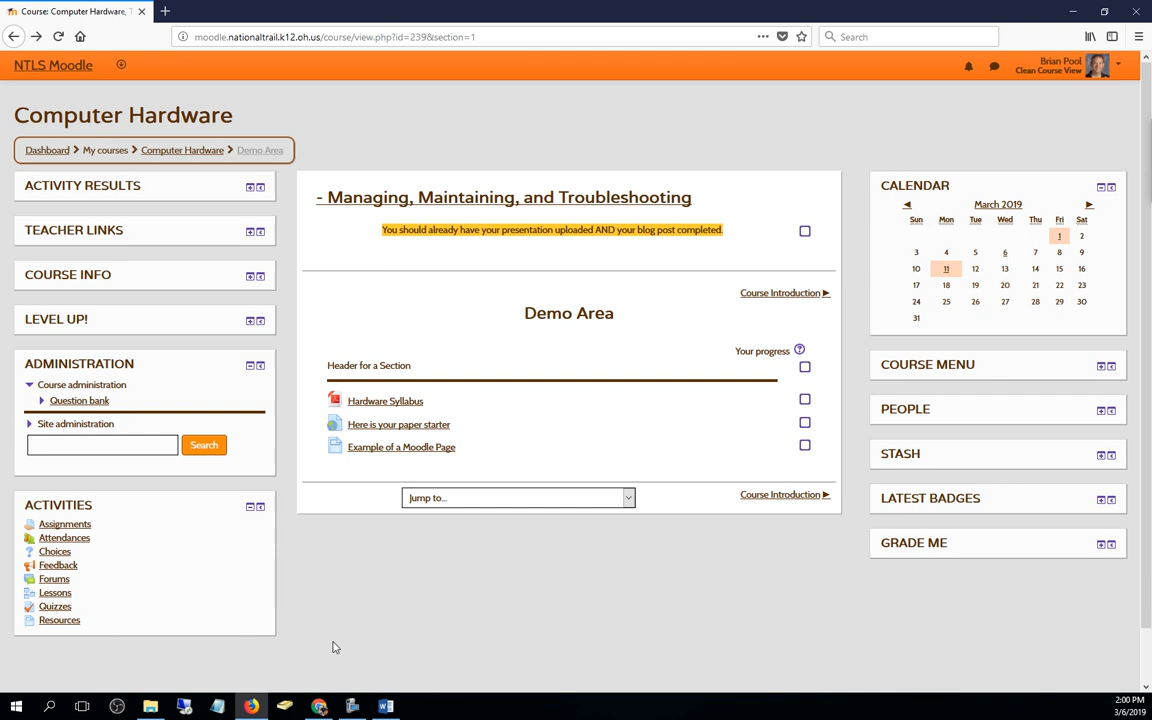 Course: Computer Hardware, T
moodle.nationaltrail.k12.oh.us/course/view.php?id=239&section=1
Search
NTLS Moodle
Brian Pool
Clean Course View
Computer Hardware
Dashboard My courses Computer Hardware Demo Area
ACTIVITY RESULTS
TEACHER LINKS
COURSE INFO
LEVEL UP!
ADMINISTRATION
Course administration
Question bank
Site administration
Search
ACTIVITIES
Assignments
Attendances
Choices
Feedback
Forums
Lessons
Quizzes
Resources
- Managing, Maintaining, and Troubleshooting
You should already have your presentation uploaded AND your blog post completed.
Course Introduction ►
Demo Area
Your progress ?
Header for a Section
Hardware Syllabus
Here is your paper starter
Example of a Moodle Page
Jump to...
Course Introduction ►
CALENDAR
◄ March 2019 ►
Sun Mon Tue Wed Thu Fri Sat
1 2
3 4 5 6 7 8 9
10 11 12 13 14 15 16
17 18 19 20 21 22 23
24 25 26 27 28 29 30
31
COURSE MENU
PEOPLE
STASH
LATEST BADGES
GRADE ME
2:00 PM
3/6/2019